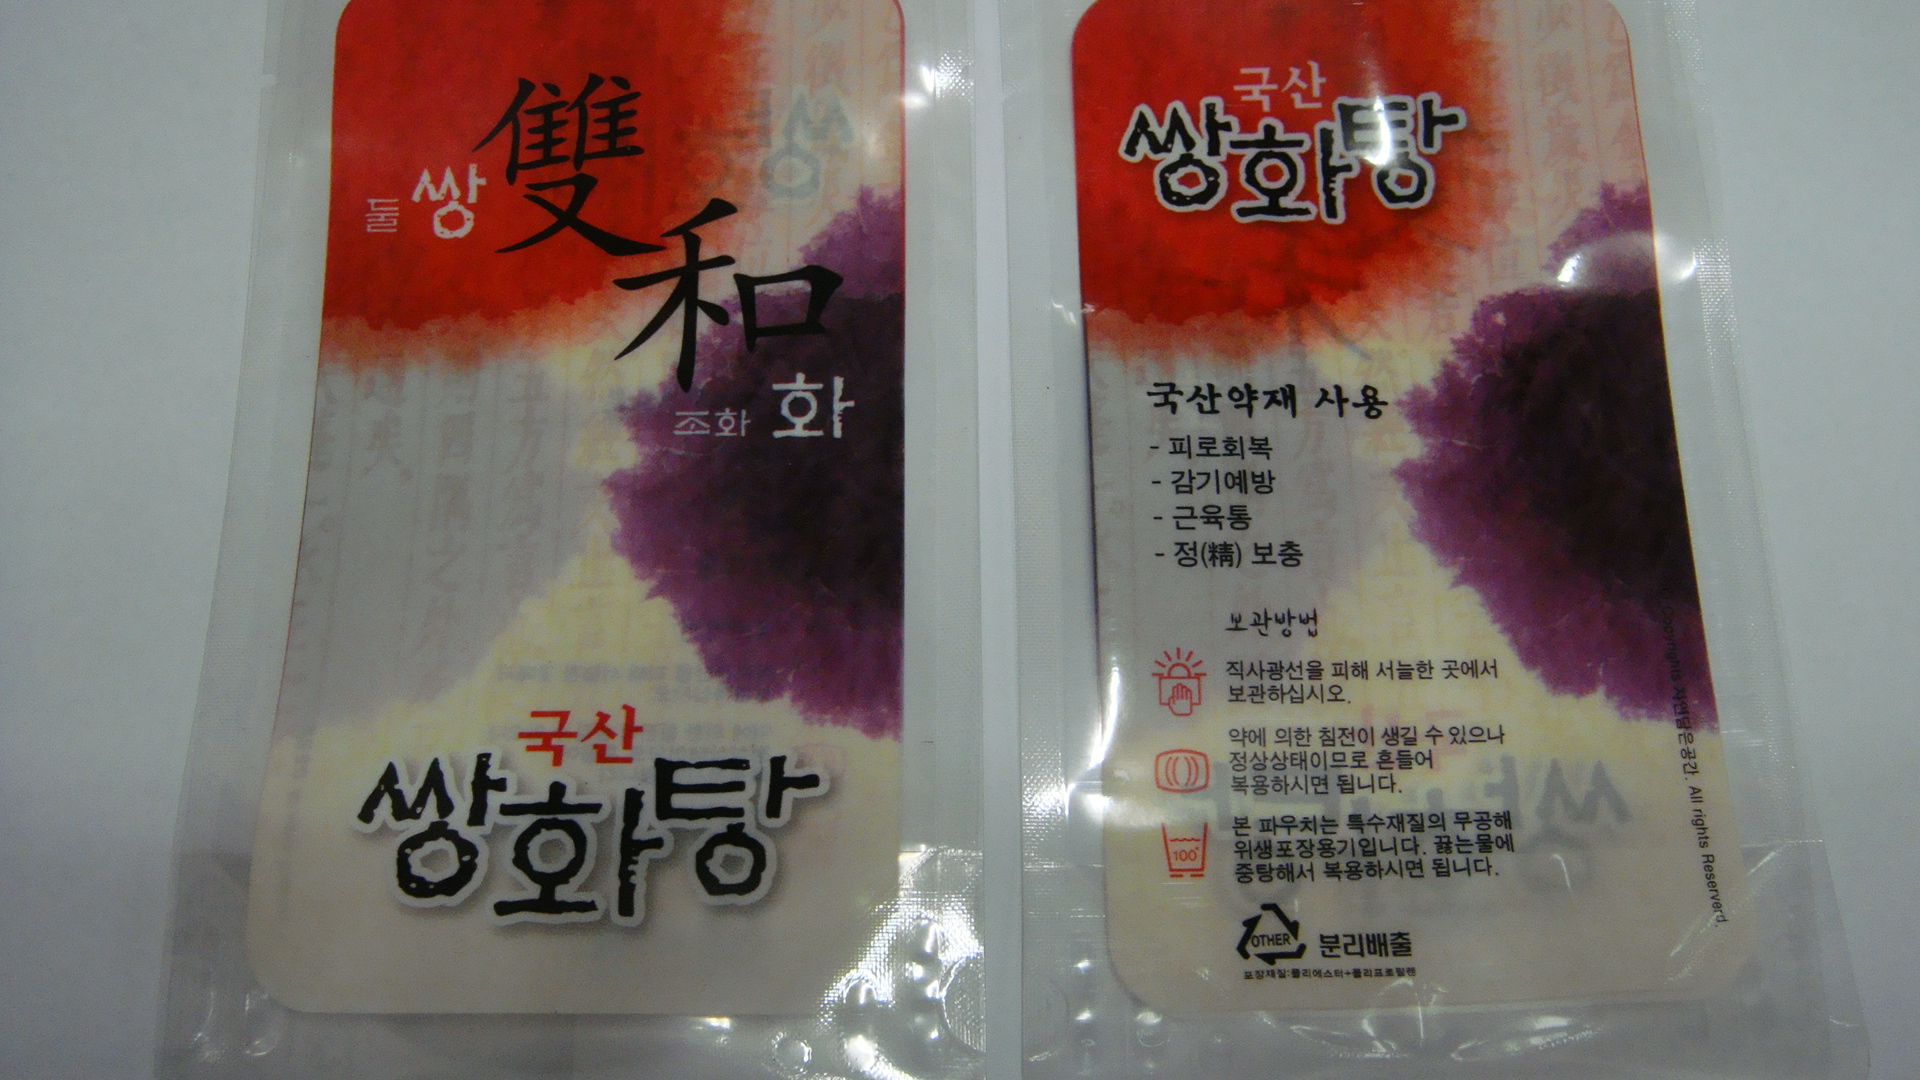 雙
둘 쌍
和
조화 화
국산
쌍화탕
국산
쌍화탕
국산약재 사용
- 피로회복
- 감기예방
- 근육통
- 정(精) 보충
보관방법
직사광선을 피해 서늘한 곳에서
보관하십시오.
약에 의한 침전이 생길 수 있으나
정상상태이므로 흔들어
복용하시면 됩니다.
본 파우치는 특수재질의 무공해
위생포장용기입니다. 끓는물에
중탕해서 복용하시면 됩니다.
100°
OTHER 분리배출
포장재질:폴리에스터+폴리프로필렌
Copyrights 자연담은공간. All rights Reserverd.